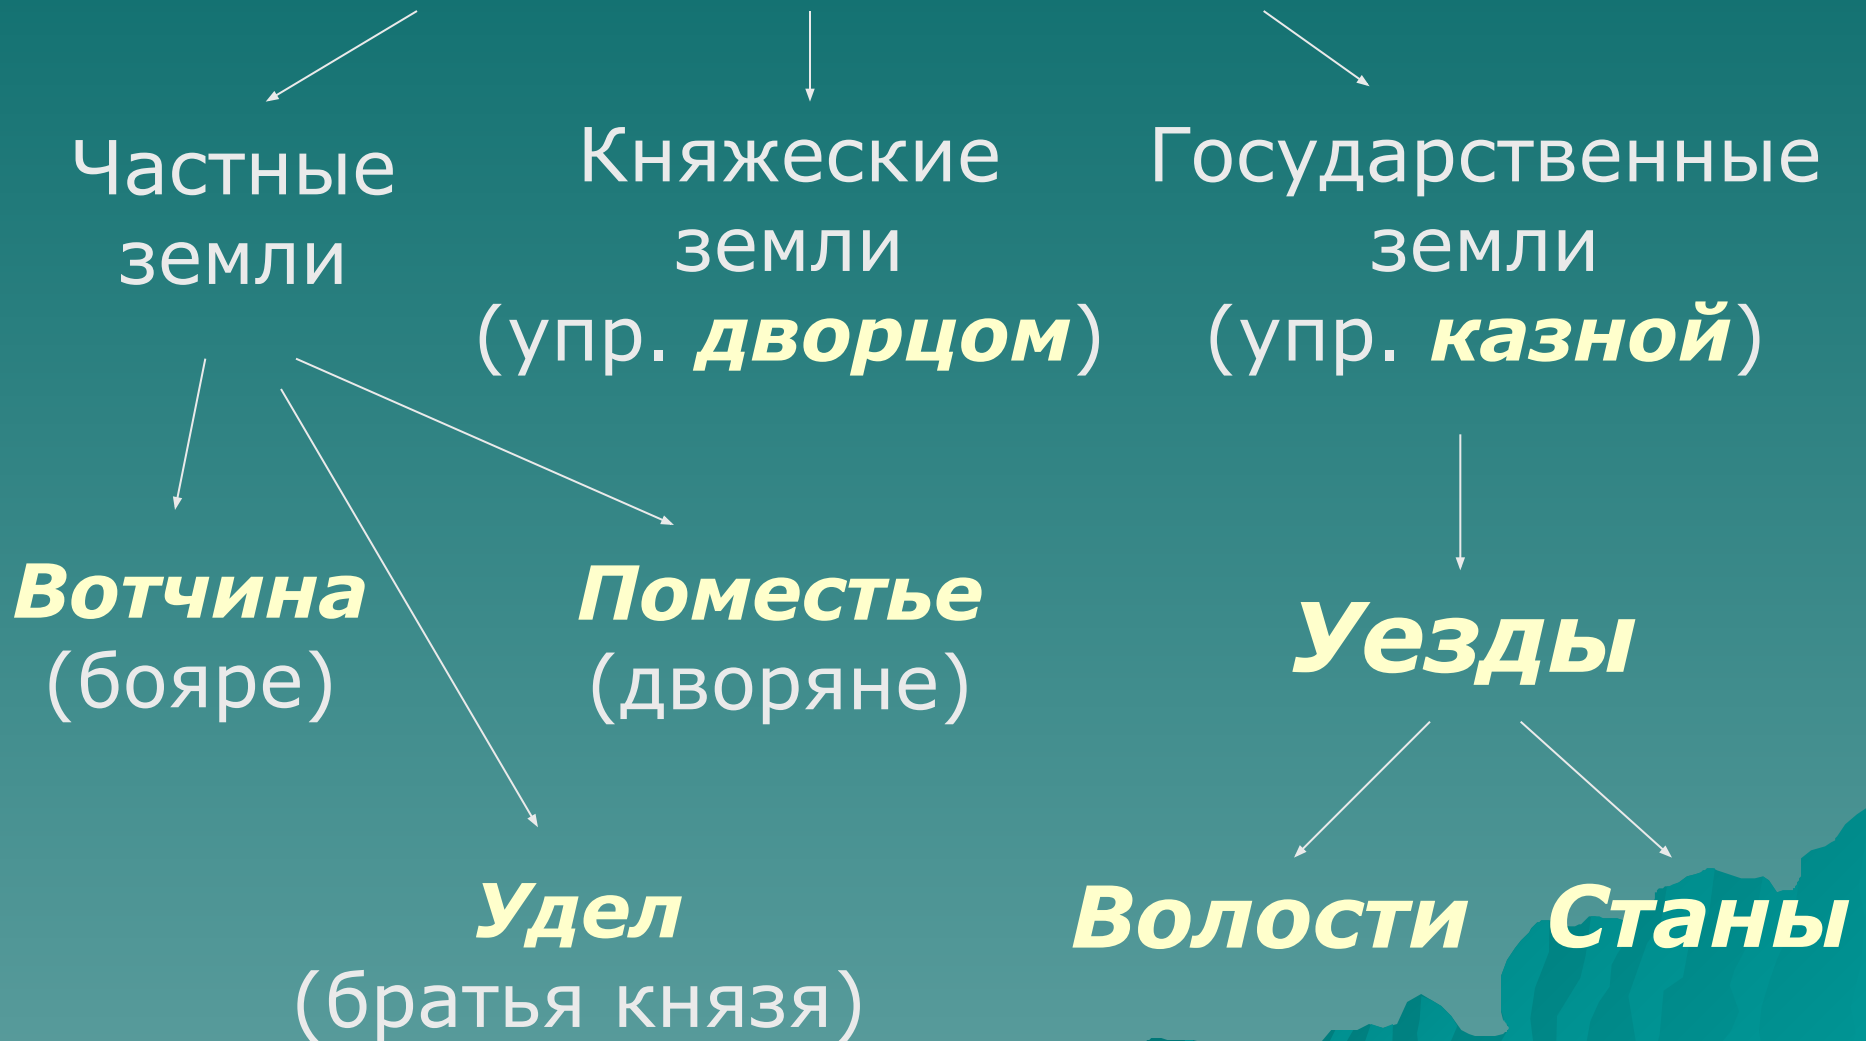 Частные
земли
Княжеские
земли
(упр. дворцом)
Государственные
земли
(упр. казной)
Вотчина
(бояре)
Поместье
(дворяне)
Удел
(братья князя)
Уезды
Волости
Станы